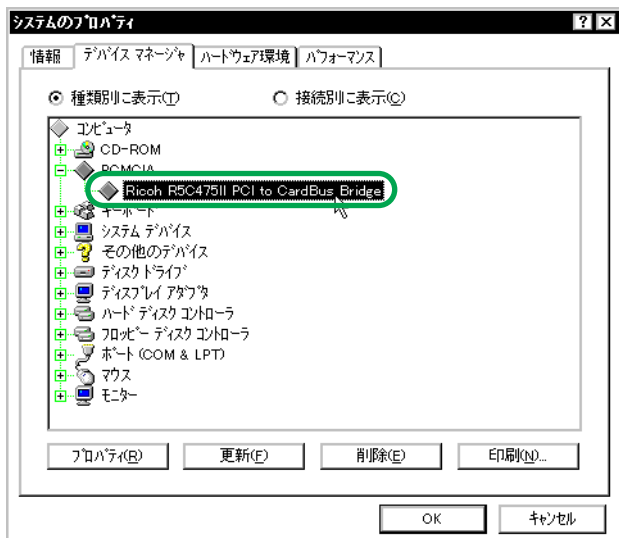 システムのプロパティ
情報 デバイス マネージャ ハードウェア環境 パフォーマンス
種類別に表示(T) 接続別に表示(C)
コンピュータ
CD-ROM
PCMCIA
Ricoh R5C475II PCI to CardBus Bridge
キーボード
システム デバイス
その他のデバイス
ディスク ドライブ
ディスプレイ アダプタ
ハード ディスク コントローラ
フロッピー ディスク コントローラ
ポート (COM & LPT)
マウス
モニター
プロパティ(R) 更新(F) 削除(E) 印刷(N)...
OK キャンセル